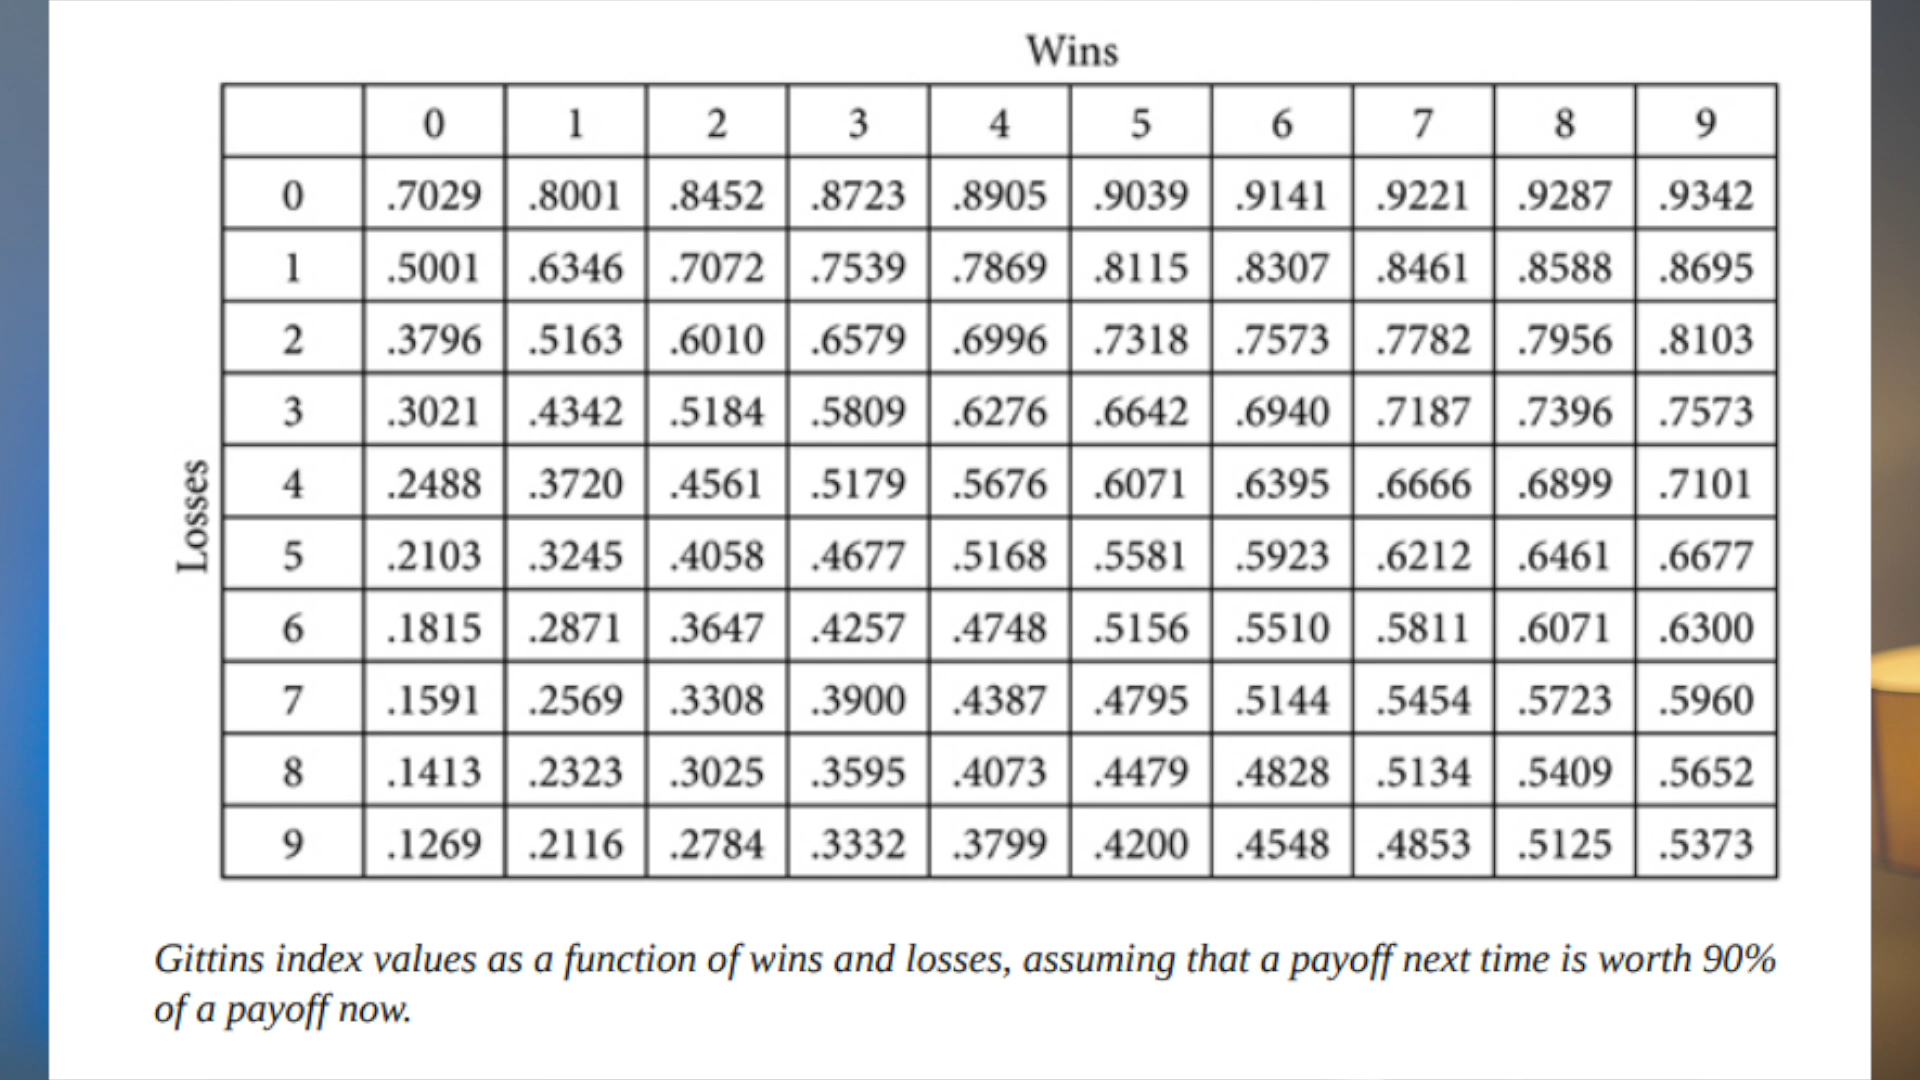 Wins
0 1 2 3 4 5 6 7 8 9
0 .7029 .8001 .8452 .8723 .8905 .9039 .9141 .9221 .9287 .9342
1 .5001 .6346 .7072 .7539 .7869 .8115 .8307 .8461 .8588 .8695
2 .3796 .5163 .6010 .6579 .6996 .7318 .7573 .7782 .7956 .8103
3 .3021 .4342 .5184 .5809 .6276 .6642 .6940 .7187 .7396 .7573
Losses
4 .2488 .3720 .4561 .5179 .5676 .6071 .6395 .6666 .6899 .7101
5 .2103 .3245 .4058 .4677 .5168 .5581 .5923 .6212 .6461 .6677
6 .1815 .2871 .3647 .4257 .4748 .5156 .5510 .5811 .6071 .6300
7 .1591 .2569 .3308 .3900 .4387 .4795 .5144 .5454 .5723 .5960
8 .1413 .2323 .3025 .3595 .4073 .4479 .4828 .5134 .5409 .5652
9 .1269 .2116 .2784 .3332 .3799 .4200 .4548 .4853 .5125 .5373
Gittins index values as a function of wins and losses, assuming that a payoff next time is worth 90%
of a payoff now.